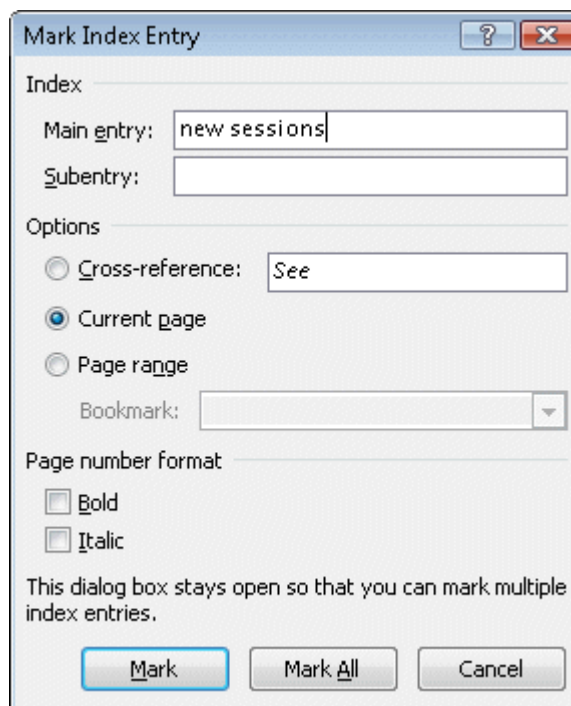 Mark Index Entry
Index
Main entry: new sessions
Subentry:
Options
Cross-reference: See
Current page
Page range
Bookmark:
Page number format
Bold
Italic
This dialog box stays open so that you can mark multiple
index entries.
Mark Mark All Cancel